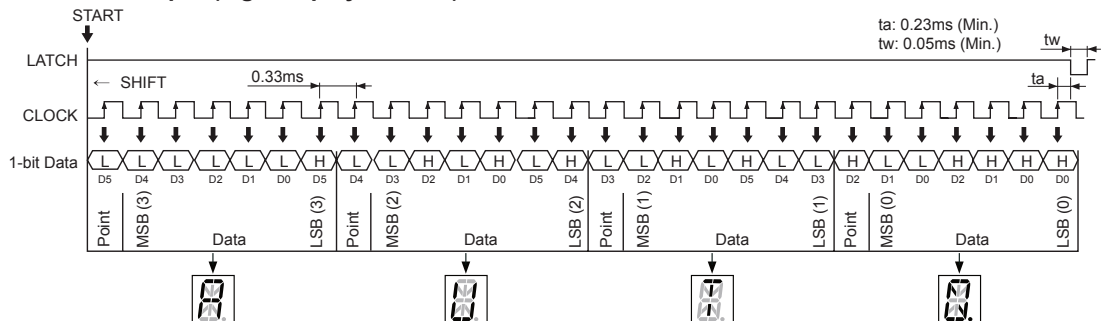 START
ta: 0.23ms (Min.)
tw: 0.05ms (Min.)
tw
LATCH
← SHIFT
0.33ms
ta
CLOCK
1-bit Data L L L L L L H L L H L H L H L L H L H L L H L L H H H H
D5 D4 D3 D2 D1 D0 D5 D4 D3 D2 D1 D0 D5 D4 D3 D2 D1 D0 D5 D4 D3 D2 D1 D0 D2 D1 D0 D0
Point MSB (3) Data LSB (3) Point MSB (2) Data LSB (2) Point MSB (1) Data LSB (1) Point MSB (0) Data LSB (0)
A U T O.